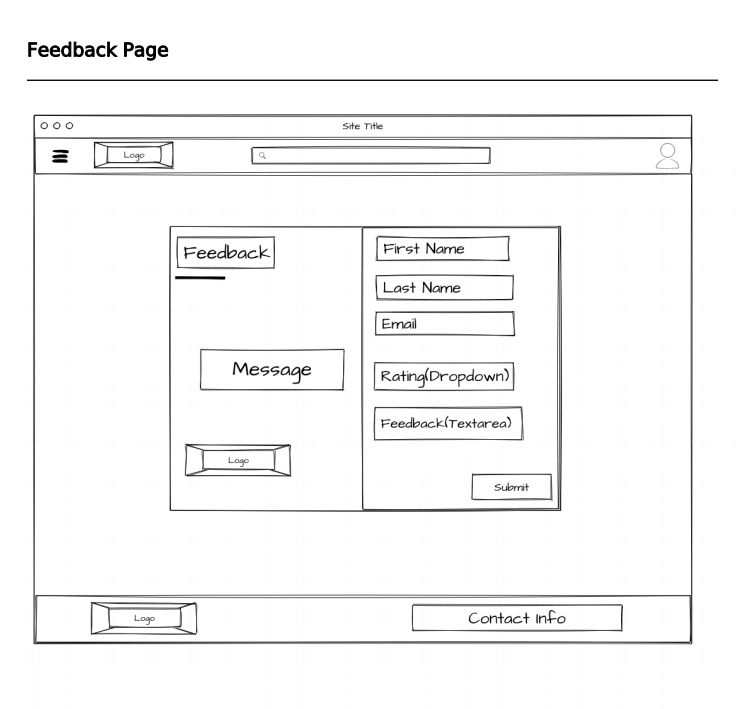 Feedback Page
Site Title
Logo
Feedback
Message
Logo
First Name
Last Name
Email
Rating(Dropdown)
Feedback(Textarea)
Submit
Logo
Contact Info